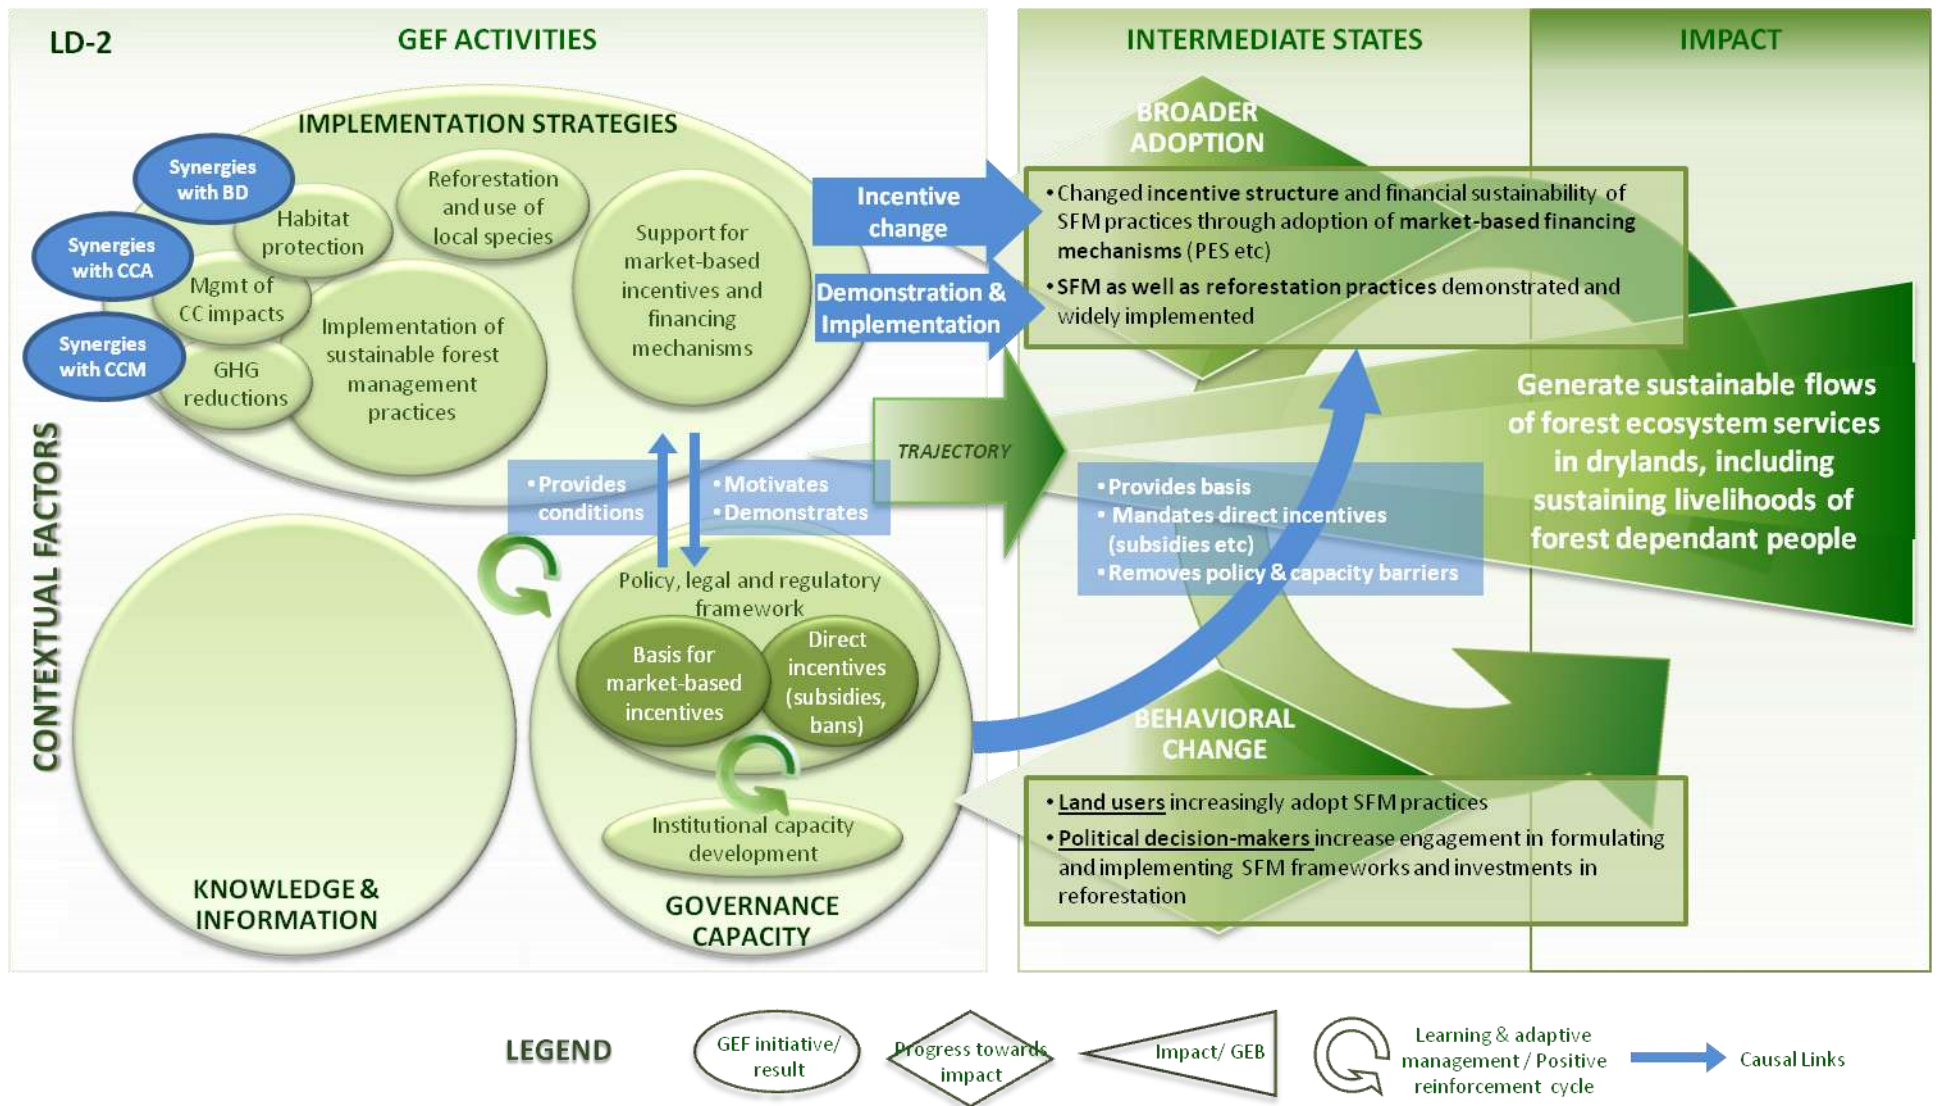 LD-2
GEF ACTIVITIES
INTERMEDIATE STATES
IMPACT
IMPLEMENTATION STRATEGIES
Synergies
with BD
Synergies
with CCA
Synergies
with CCM
Habitat
protection
Reforestation
and use of
local species
Mgmt of
CC impacts
GHG
reductions
Implementation of
sustainable forest
management
practices
Support for
market-based
incentives and
financing
mechanisms
Incentive
change
Demonstration &
Implementation
BROADER
ADOPTION
• Changed incentive structure and financial sustainability of
SFM practices through adoption of market-based financing
mechanisms (PES etc)
• SFM as well as reforestation practices demonstrated and
widely implemented
TRAJECTORY
Generate sustainable flows
of forest ecosystem services
in drylands, including
sustaining livelihoods of
forest dependant people
CONTEXTUAL FACTORS
• Provides
conditions
• Motivates
• Demonstrates
• Provides basis
• Mandates direct incentives
(subsidies etc)
• Removes policy & capacity barriers
Policy, legal and regulatory
framework
Basis for
market-based
incentives
Direct
incentives
(subsidies,
bans)
Institutional capacity
development
KNOWLEDGE &
INFORMATION
GOVERNANCE
CAPACITY
BEHAVIORAL
CHANGE
• Land users increasingly adopt SFM practices
• Political decision-makers increase engagement in formulating
and implementing SFM frameworks and investments in
reforestation
LEGEND
GEF initiative/
result
Progress towards
impact
Impact/ GEB
Learning & adaptive
management / Positive
reinforcement cycle
Causal Links